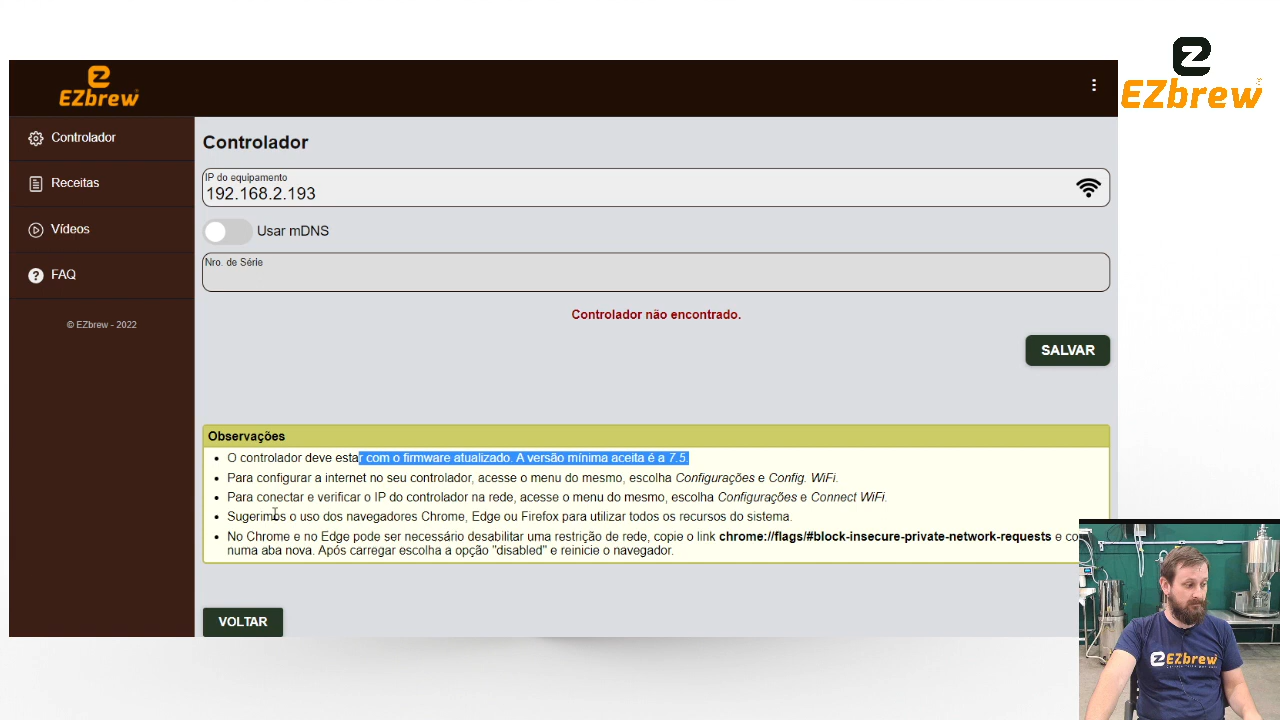 EZbrew
EZbrew
Controlador
Receitas
Vídeos
FAQ
© EZbrew - 2022
Controlador
IP do equipamento
192.168.2.193
Usar mDNS
Nro. de Série
Controlador não encontrado.
SALVAR
Observações
O controlador deve estar com o firmware atualizado. A versão mínima aceita é a 7.5.
Para configurar a internet no seu controlador, acesse o menu do mesmo, escolha Configurações e Config. WiFi.
Para conectar e verificar o IP do controlador na rede, acesse o menu do mesmo, escolha Configurações e Connect WiFi.
Sugerimos o uso dos navegadores Chrome, Edge ou Firefox para utilizar todos os recursos do sistema.
No Chrome e no Edge pode ser necessário desabilitar uma restrição de rede, copie o link chrome://flags/#block-insecure-private-network-requests e co
numa aba nova. Após carregar escolha a opção "disabled" e reinicie o navegador.
VOLTAR
EZbrew